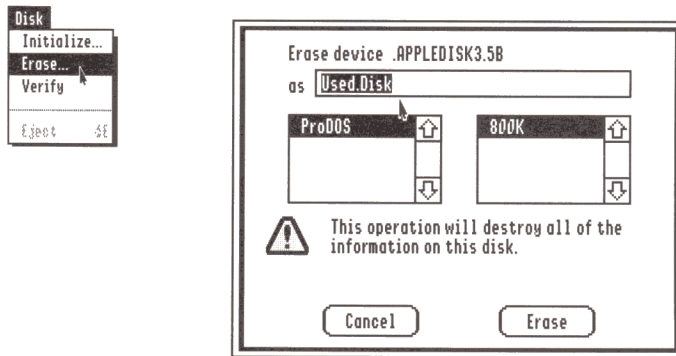 Disk
Initialize...
Erase...
Verify
Eject
Erase device .APPLEDISK3.5B
as Used.Disk
ProDOS
800K
This operation will destroy all of the
information on this disk.
Cancel
Erase